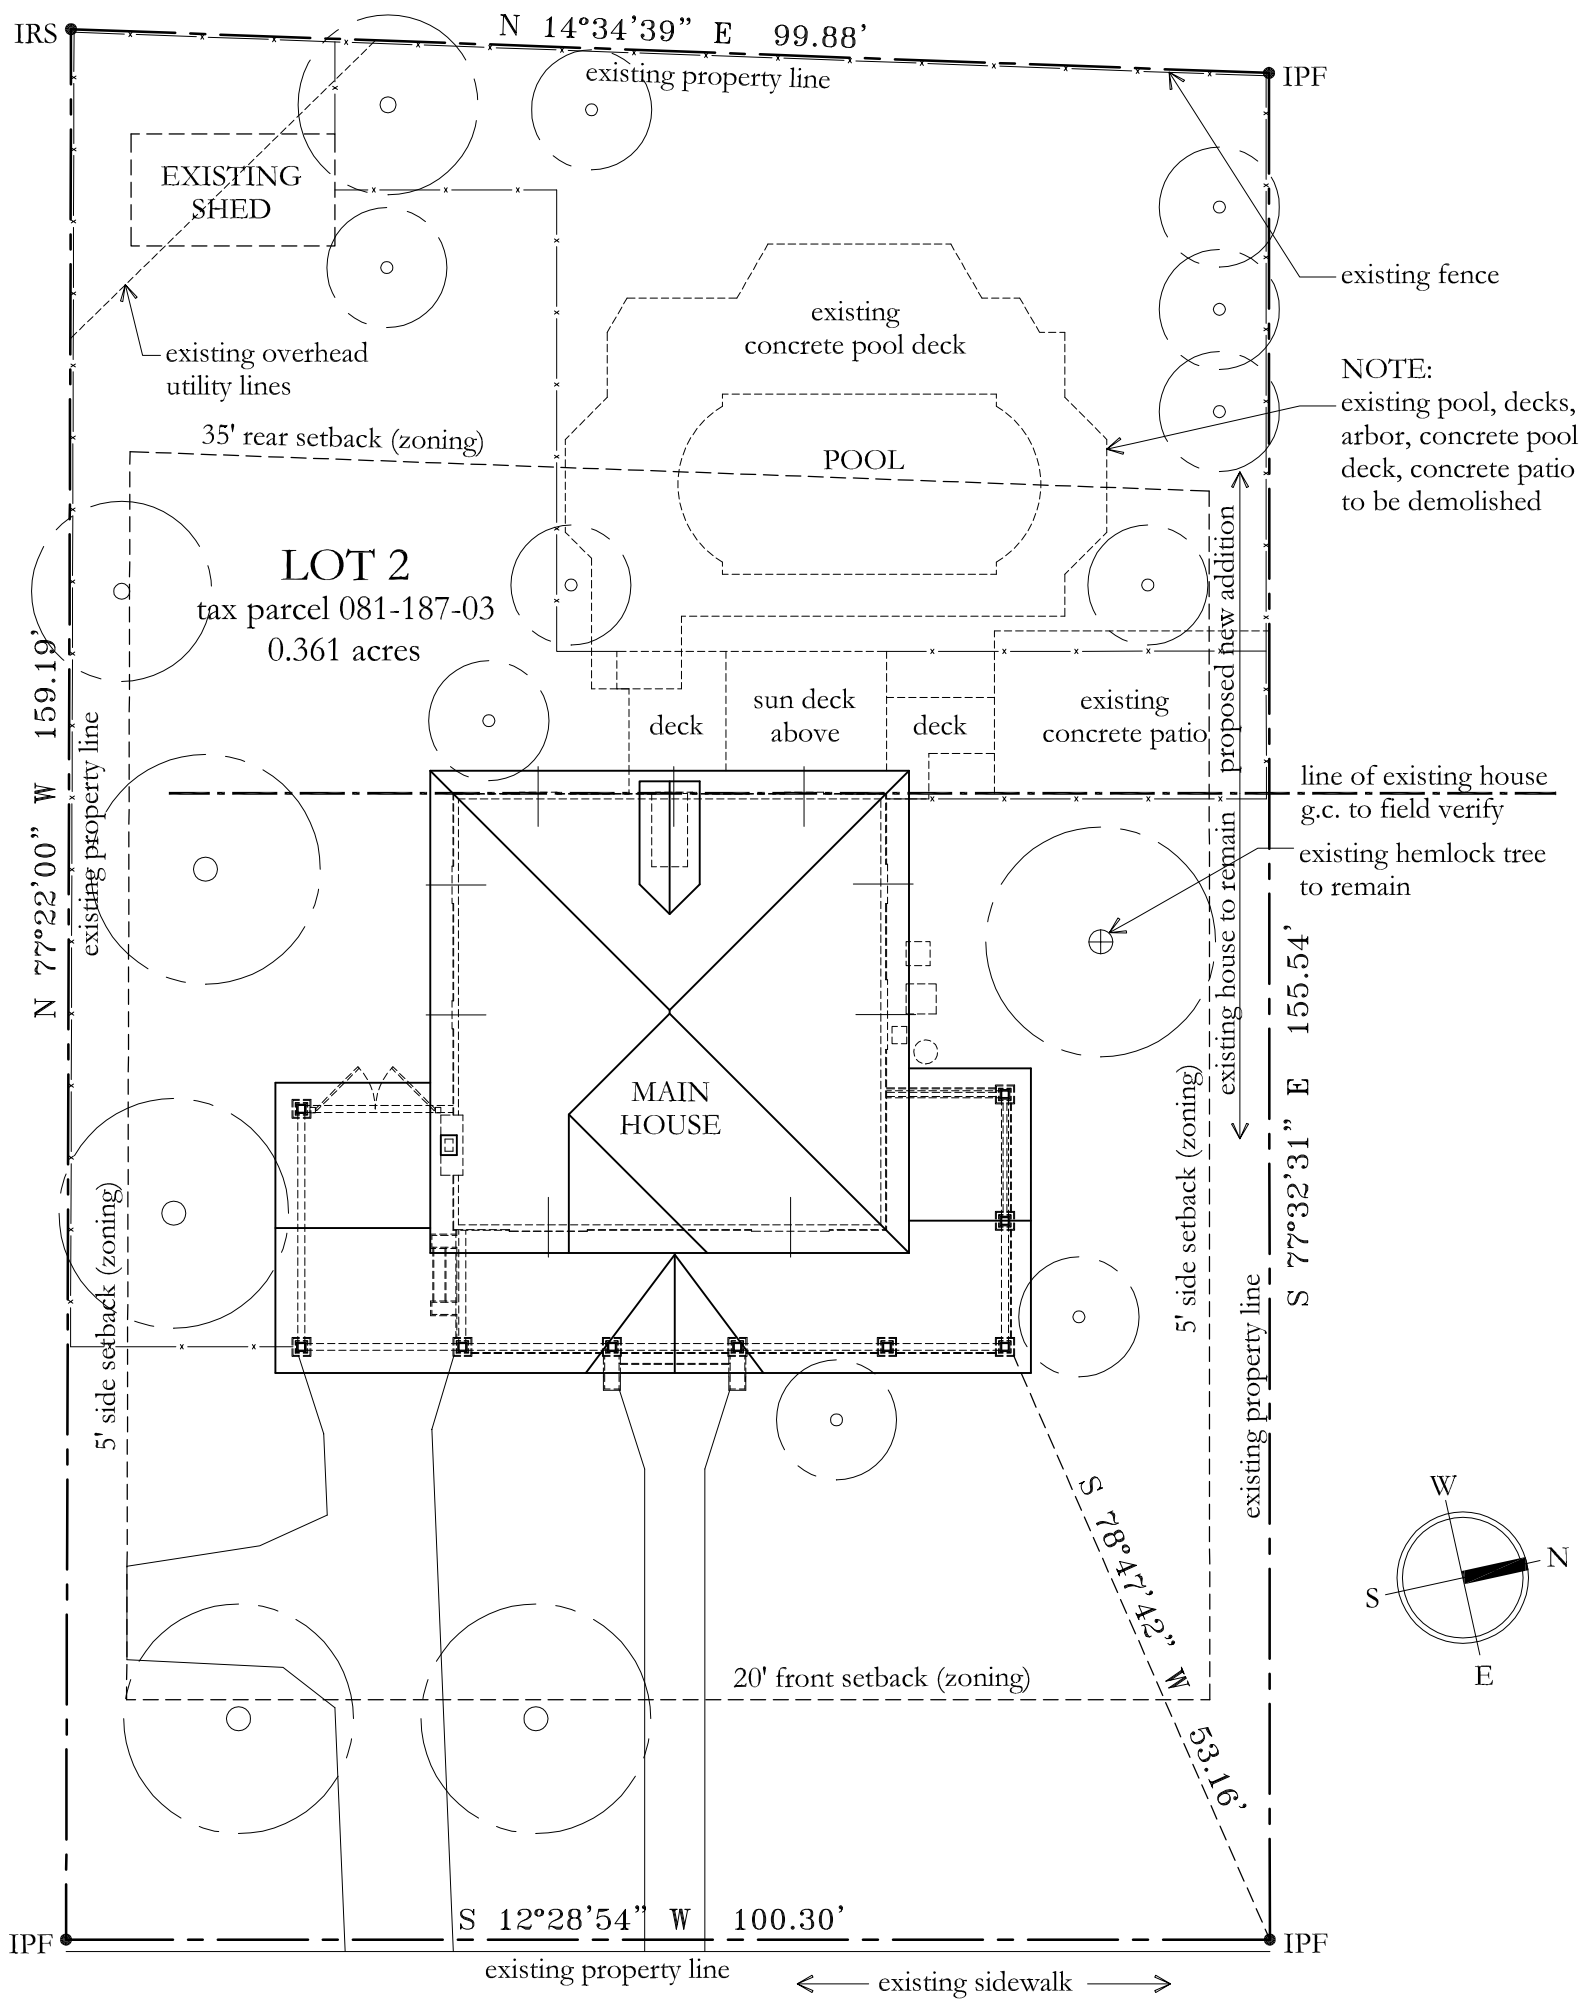 IRS
N 14°34'39" E 99.88'
existing property line
IPF
EXISTING
SHED
existing fence
existing
concrete pool deck
existing overhead
utility lines
NOTE:
existing pool, decks,
arbor, concrete pool
deck, concrete patio
to be demolished
35' rear setback (zoning)
POOL
LOT 2
tax parcel 081-187-03
0.361 acres
N 77°22'00" W 159.19'
existing property line
proposed new addition
deck
sun deck
above
deck
existing
concrete patio
line of existing house
g.c. to field verify
existing hemlock tree
to remain
existing house to remain
S 77°32'31" E 155.54'
MAIN
HOUSE
5' side setback (zoning)
5' side setback (zoning)
existing property line
S 78°47'42" W 53.16'
W
N
S
E
20' front setback (zoning)
S 12°28'54" W 100.30'
IPF
IPF
existing property line
existing sidewalk